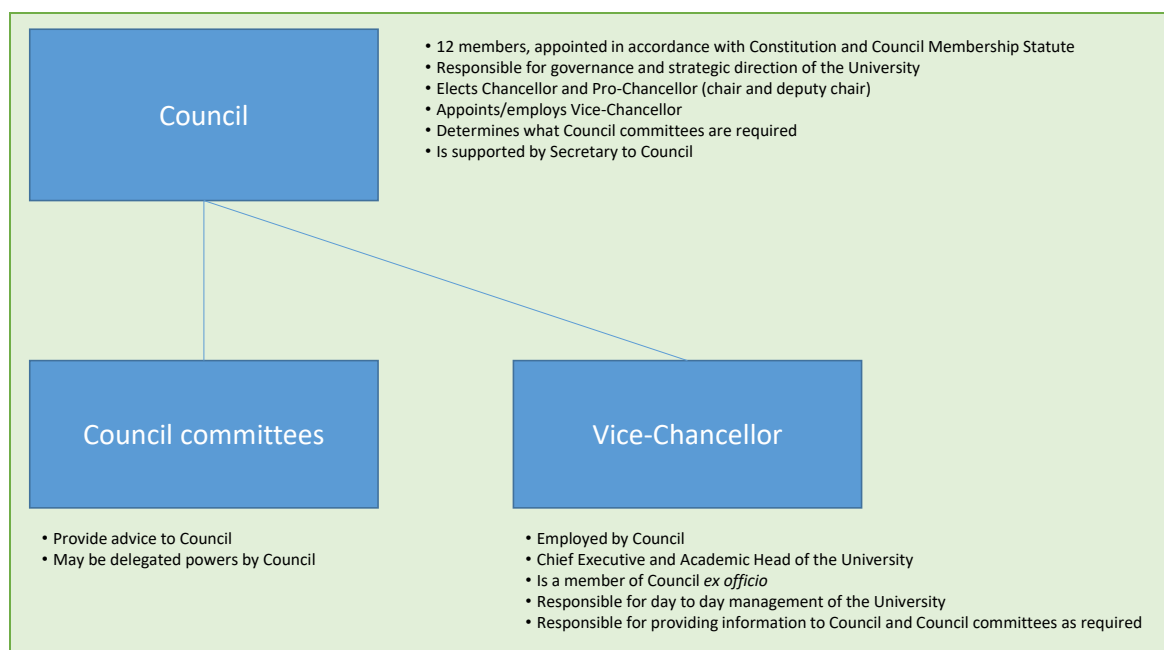 Council
• 12 members, appointed in accordance with Constitution and Council Membership Statute
• Responsible for governance and strategic direction of the University
• Elects Chancellor and Pro-Chancellor (chair and deputy chair)
• Appoints/employs Vice-Chancellor
• Determines what Council committees are required
• Is supported by Secretary to Council
Council committees
• Provide advice to Council
• May be delegated powers by Council
Vice-Chancellor
• Employed by Council
• Chief Executive and Academic Head of the University
• Is a member of Council ex officio
• Responsible for day to day management of the University
• Responsible for providing information to Council and Council committees as required